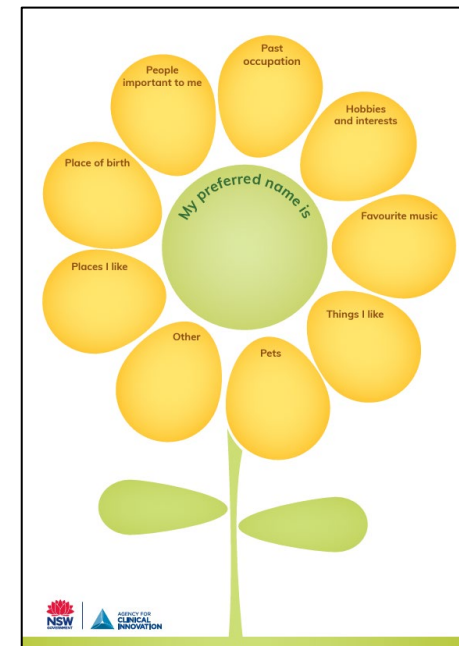 Past
occupation
People
important to me
Hobbies
and interests
Place of birth
My preferred name is
Favourite music
Places I like
Things I like
Other
Pets
NSW
GOVERNMENT
AGENCY FOR
CLINICAL
INNOVATION